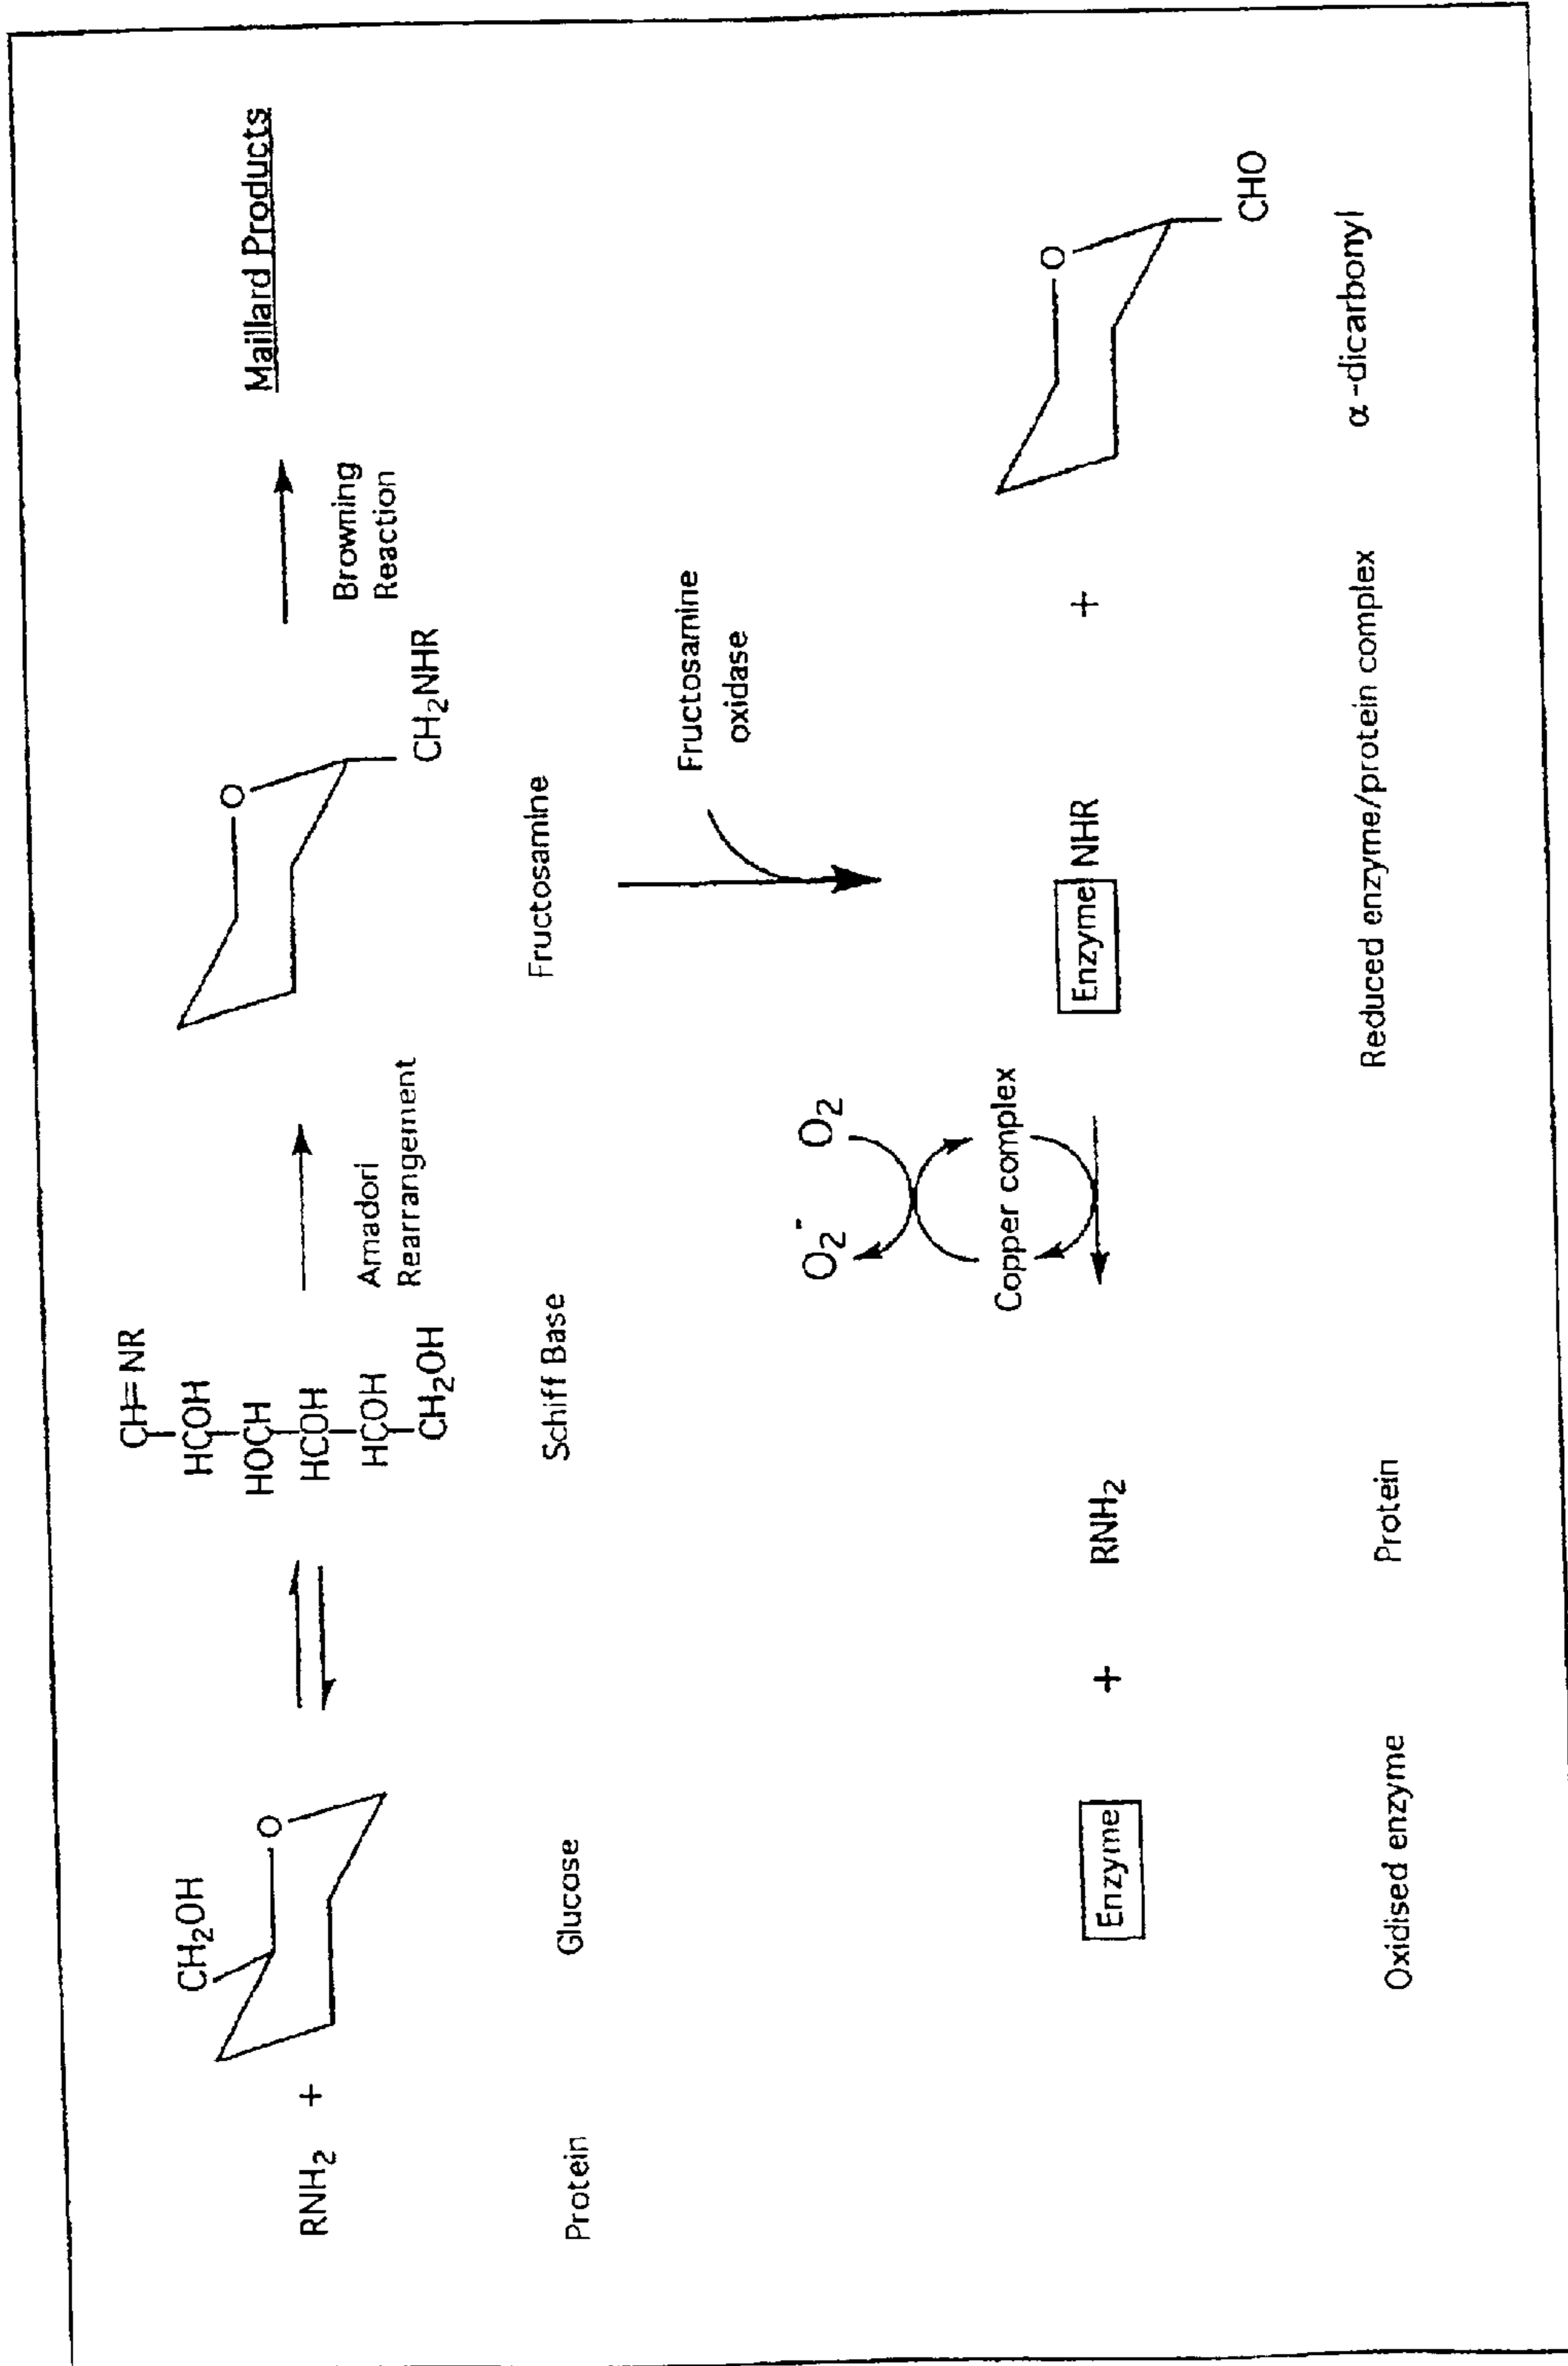 RNH2 +
CH2OH
O
CH=NR
HCOH
HOCH
HCOH
HCOH
CH2OH
Amadori
Rearrangement
O
CH2NHR
Browning
Reaction
Maillard Products
Protein
Glucose
Schiff Base
Fructosamine
Fructosamine
oxidase
O2- O2
Copper complex
Enzyme + RNH2
Enzyme NHR +
O
CHO
Oxidised enzyme
Protein
Reduced enzyme/protein complex
α-dicarbonyl